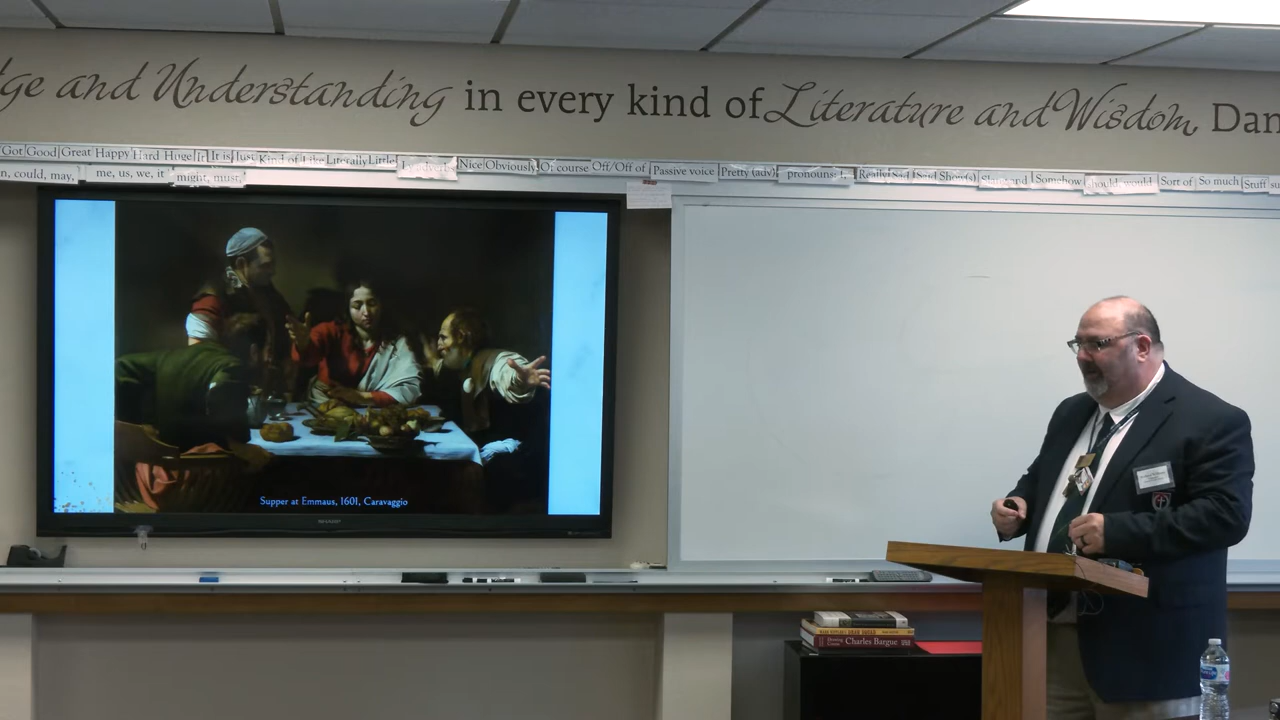 ge and Understanding in every kind of Literature and Wisdom, Dan
Got Good Great Happy Hard Huge It It is Just Kind of Like Literally Little Nice Obviously Of course Off/Off of Passive voice Pretty (adv) pronouns: I, Really Sad Somehow Sort of So much Stuff
n, could, may, me, us, we, it might, must, should, would
Supper at Emmaus, 1601, Caravaggio
SHARP
Charles Bargue